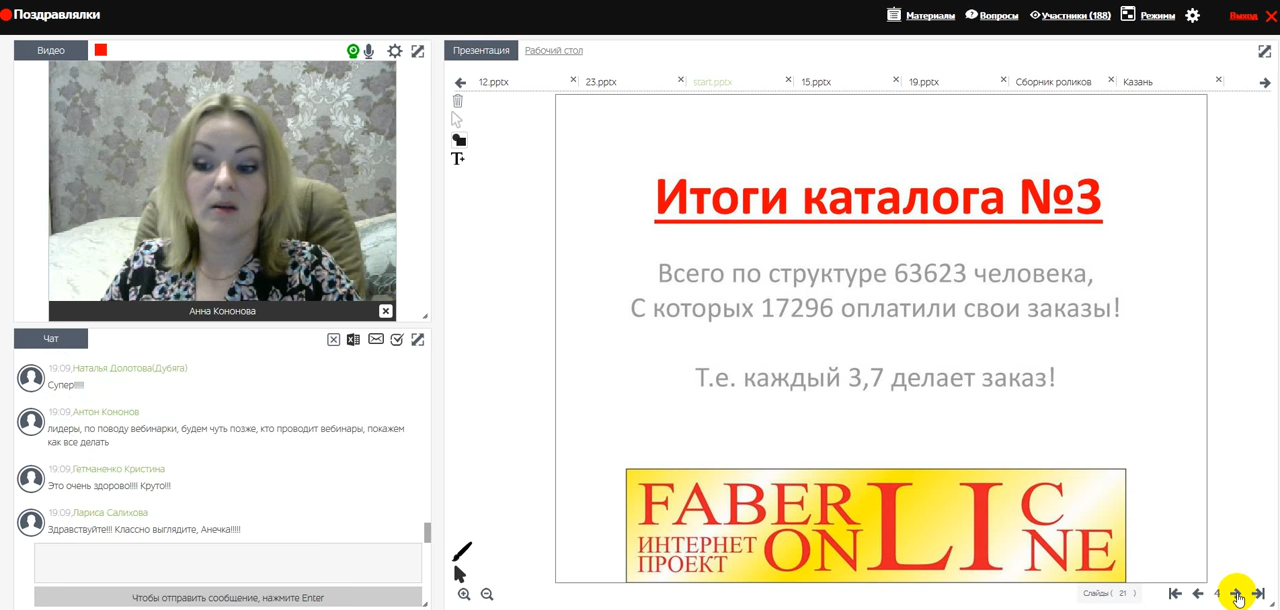 Поздравлялки
Материалы
Вопросы
Участники (188)
Режимы
Выход
Видео
Анна Кононова
Чат
19:09,Наталья Долотова(Дубяга)
Супер!!!!!
19:09,Антон Кононов
лидеры, по поводу вебинарки, будем чуть позже, кто проводит вебинары, покажем
как все делать
19:09,Гетманенко Кристина
Это очень здорово!!!! Круто!!!
19:09,Лариса Салихова
Здравствуйте!!! Классно выглядите, Анечка!!!!!
Чтобы отправить сообщение, нажмите Enter
Презентация
Рабочий стол
12.pptx
23.pptx
start.pptx
15.pptx
19.pptx
Сборник роликов
Казань
Итоги каталога №3
Всего по структуре 63623 человека,
С которых 17296 оплатили свои заказы!
Т.е. каждый 3,7 делает заказ!
FABERLIC
ИНТЕРНЕТ
ПРОЕКТ
ONLINE
Слайды ( 21 )
4